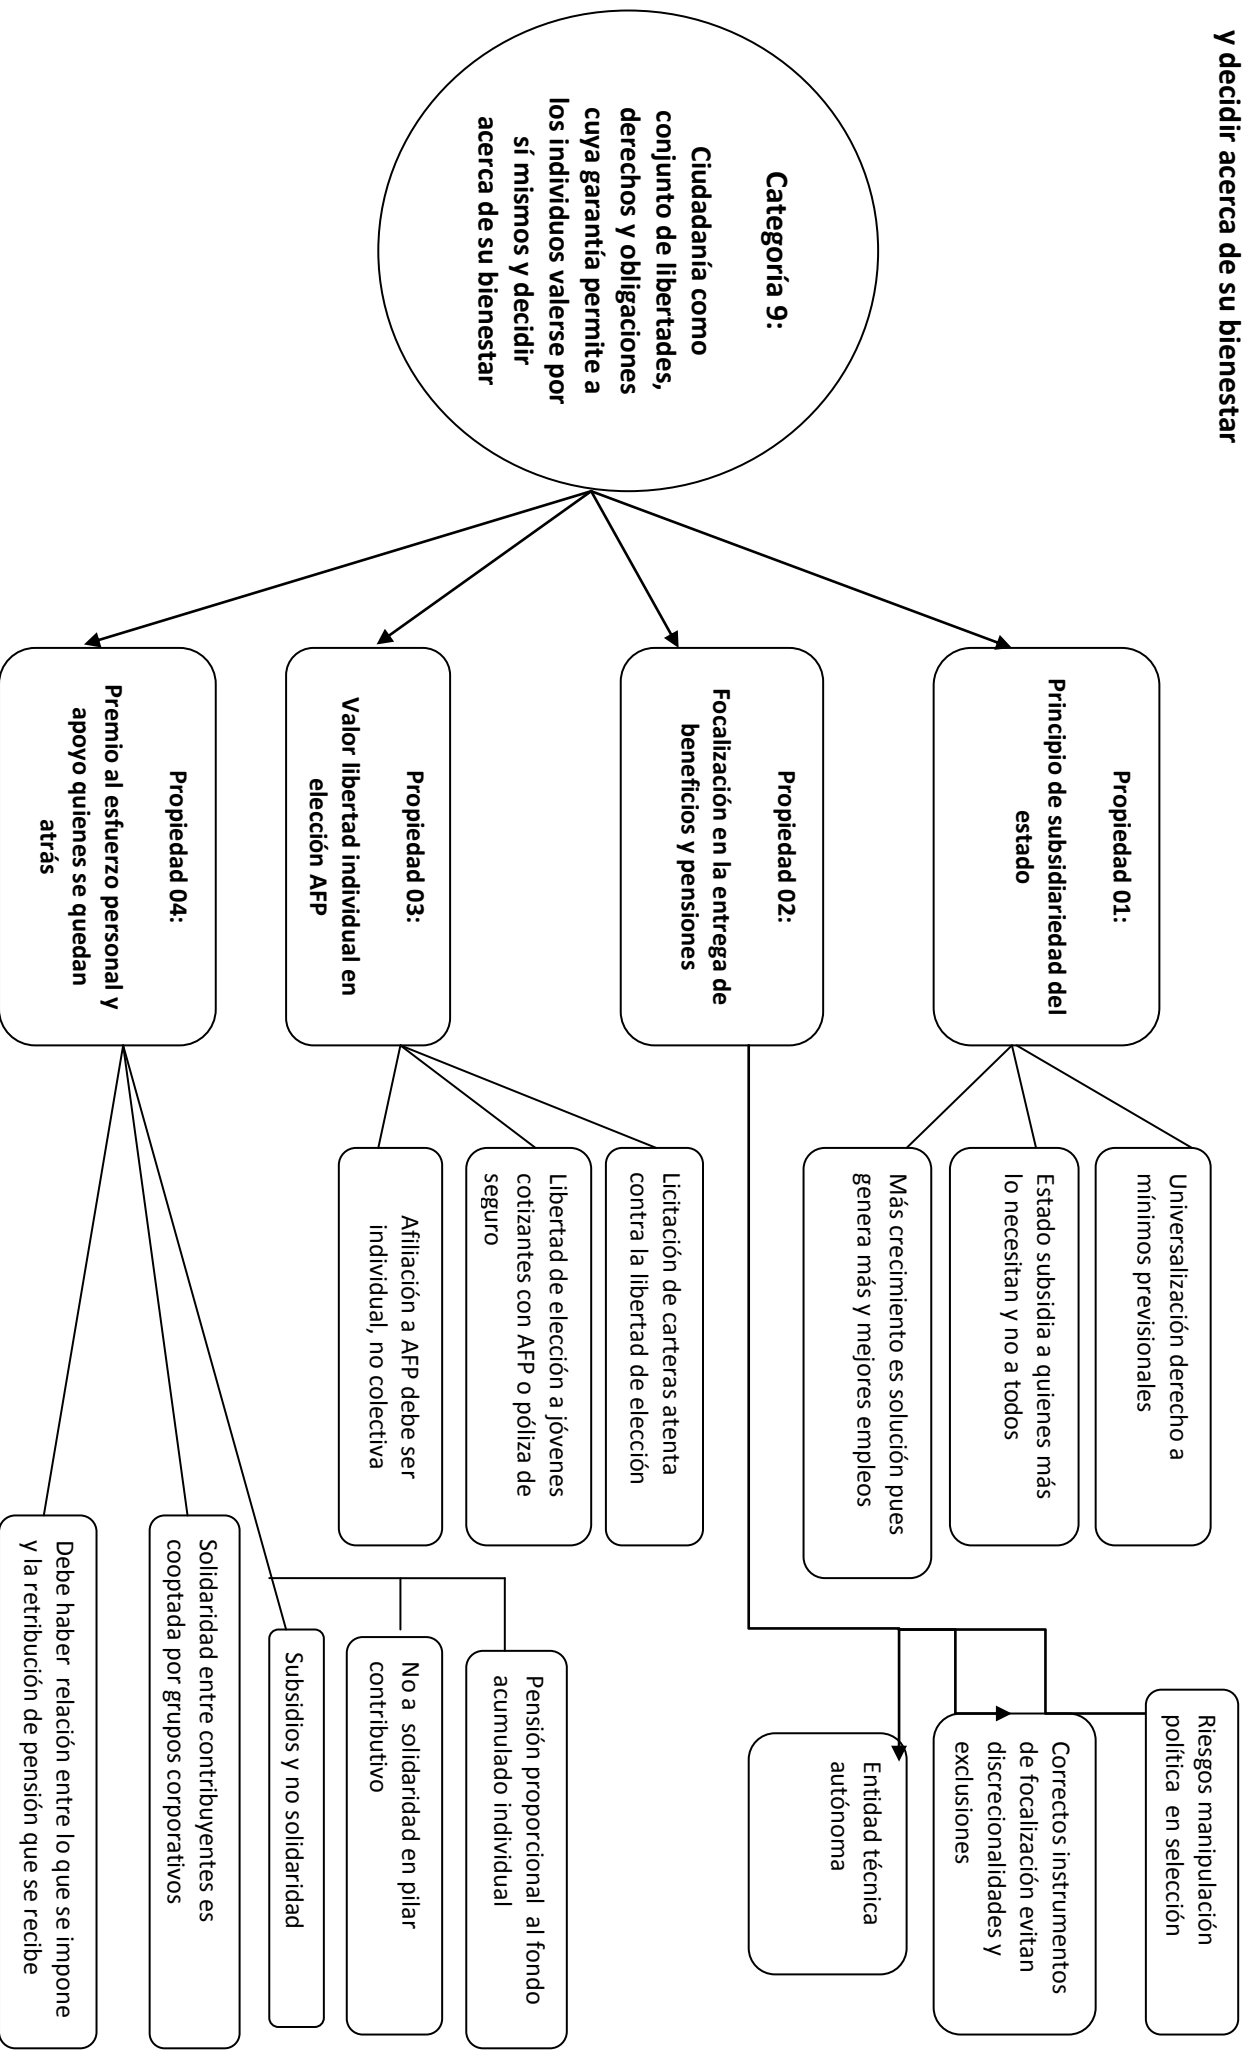 y decidir acerca de su bienestar
Categoría 9:
Ciudadanía como
conjunto de libertades,
derechos y obligaciones
cuya garantía permite a
los individuos valerse por
sí mismos y decidir
acerca de su bienestar
Propiedad 01:
Principio de subsidiariedad del
estado
Universalización derecho a
mínimos previsionales
Estado subsidia a quienes más
lo necesitan y no a todos
Más crecimiento es solución pues
genera más y mejores empleos
Propiedad 02:
Focalización en la entrega de
beneficios y pensiones
Riesgos manipulación
política en selección
Correctos instrumentos
de focalización evitan
discrecionalidades y
exclusiones
Entidad técnica
autónoma
Propiedad 03:
Valor libertad individual en
elección AFP
Licitación de carteras atenta
contra la libertad de elección
Libertad de elección a jóvenes
cotizantes con AFP o póliza de
seguro
Afiliación a AFP debe ser
individual, no colectiva
Propiedad 04:
Premio al esfuerzo personal y
apoyo quienes se quedan
atrás
Pensión proporcional al fondo
acumulado individual
No a solidaridad en pilar
contributivo
Subsidios y no solidaridad
Solidaridad entre contribuyentes es
cooptada por grupos corporativos
Debe haber relación entre lo que se impone
y la retribución de pensión que se recibe